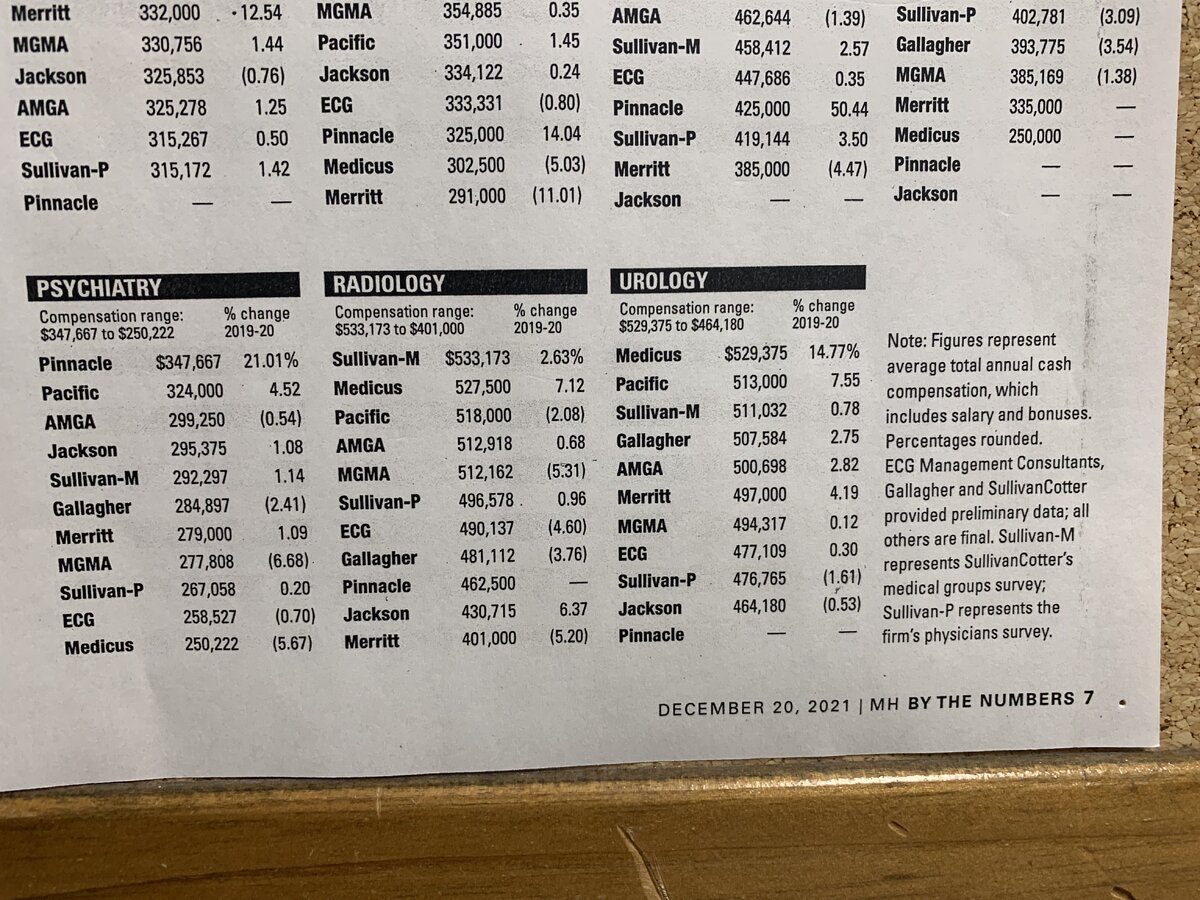 Merritt 332,000 12.54
MGMA 330,756 1.44
Jackson 325,853 (0.76)
AMGA 325,278 1.25
ECG 315,267 0.50
Sullivan-P 315,172 1.42
Pinnacle — —
MGMA 354,885 0.35
Pacific 351,000 1.45
Jackson 334,122 0.24
ECG 333,331 (0.80)
Pinnacle 325,000 14.04
Medicus 302,500 (5.03)
Merritt 291,000 (11.01)
AMGA 462,644 (1.39)
Sullivan-M 458,412 2.57
ECG 447,686 0.35
Pinnacle 425,000 50.44
Sullivan-P 419,144 3.50
Merritt 385,000 (4.47)
Jackson — —
Sullivan-P 402,781 (3.09)
Gallagher 393,775 (3.54)
MGMA 385,169 (1.38)
Merritt 335,000 —
Medicus 250,000 —
Pinnacle — —
Jackson — —
PSYCHIATRY
Compensation range: % change
$347,667 to $250,222 2019-20
Pinnacle $347,667 21.01%
Pacific 324,000 4.52
AMGA 299,250 (0.54)
Jackson 295,375 1.08
Sullivan-M 292,297 1.14
Gallagher 284,897 (2.41)
Merritt 279,000 1.09
MGMA 277,808 (6.68)
Sullivan-P 267,058 0.20
ECG 258,527 (0.70)
Medicus 250,222 (5.67)
RADIOLOGY
Compensation range: % change
$533,173 to $401,000 2019-20
Sullivan-M $533,173 2.63%
Medicus 527,500 7.12
Pacific 518,000 (2.08)
AMGA 512,918 0.68
MGMA 512,162 (5.31)
Sullivan-P 496,578 0.96
ECG 490,137 (4.60)
Gallagher 481,112 (3.76)
Pinnacle 462,500 —
Jackson 430,715 6.37
Merritt 401,000 (5.20)
UROLOGY
Compensation range: % change
$529,375 to $464,180 2019-20
Medicus $529,375 14.77%
Pacific 513,000 7.55
Sullivan-M 511,032 0.78
Gallagher 507,584 2.75
AMGA 500,698 2.82
Merritt 497,000 4.19
MGMA 494,317 0.12
ECG 477,109 0.30
Sullivan-P 476,765 (1.61)
Jackson 464,180 (0.53)
Pinnacle — —
Note: Figures represent
average total annual cash
compensation, which
includes salary and bonuses.
Percentages rounded.
ECG Management Consultants,
Gallagher and SullivanCotter
provided preliminary data; all
others are final. Sullivan-M
represents SullivanCotter's
medical groups survey;
Sullivan-P represents the
firm's physicians survey.
DECEMBER 20, 2021 | MH BY THE NUMBERS 7